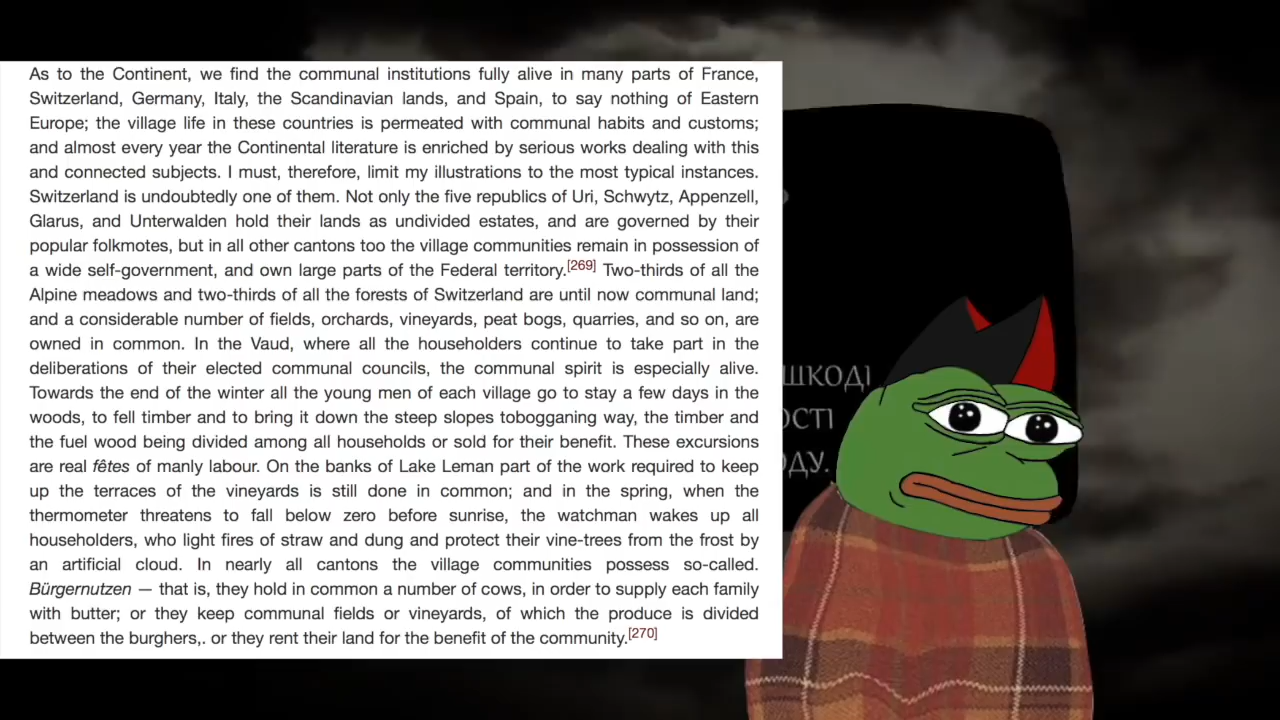 As to the Continent, we find the communal institutions fully alive in many parts of France,
Switzerland, Germany, Italy, the Scandinavian lands, and Spain, to say nothing of Eastern
Europe; the village life in these countries is permeated with communal habits and customs;
and almost every year the Continental literature is enriched by serious works dealing with this
and connected subjects. I must, therefore, limit my illustrations to the most typical instances.
Switzerland is undoubtedly one of them. Not only the five republics of Uri, Schwytz, Appenzell,
Glarus, and Unterwalden hold their lands as undivided estates, and are governed by their
popular folkmotes, but in all other cantons too the village communities remain in possession of
a wide self-government, and own large parts of the Federal territory.[269] Two-thirds of all the
Alpine meadows and two-thirds of all the forests of Switzerland are until now communal land;
and a considerable number of fields, orchards, vineyards, peat bogs, quarries, and so on, are
owned in common. In the Vaud, where all the householders continue to take part in the
deliberations of their elected communal councils, the communal spirit is especially alive.
Towards the end of the winter all the young men of each village go to stay a few days in the
woods, to fell timber and to bring it down the steep slopes tobogganing way, the timber and
the fuel wood being divided among all households or sold for their benefit. These excursions
are real fêtes of manly labour. On the banks of Lake Leman part of the work required to keep
up the terraces of the vineyards is still done in common; and in the spring, when the
thermometer threatens to fall below zero before sunrise, the watchman wakes up all
householders, who light fires of straw and dung and protect their vine-trees from the frost by
an artificial cloud. In nearly all cantons the village communities possess so-called.
Bürgernutzen — that is, they hold in common a number of cows, in order to supply each family
with butter; or they keep communal fields or vineyards, of which the produce is divided
between the burghers,. or they rent their land for the benefit of the community.[270]
ШКОДІ
ОСТІ
ДУ.